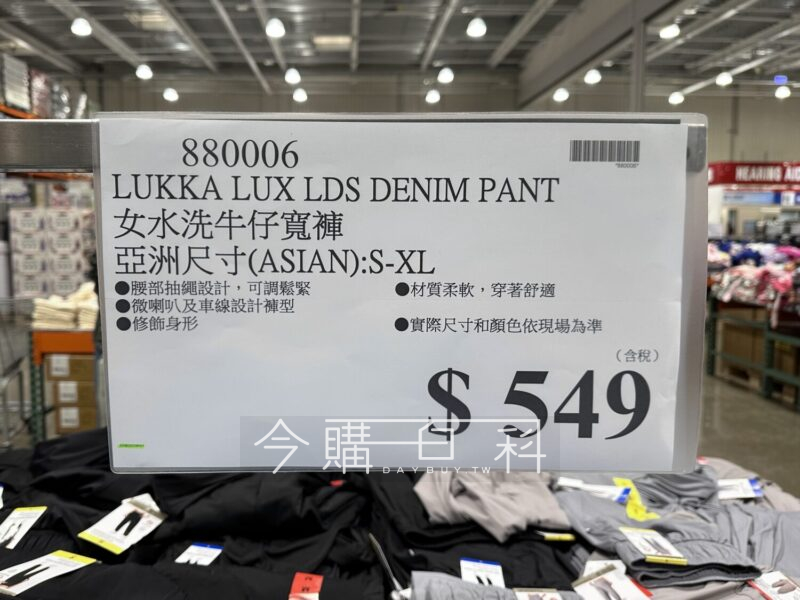 880006
*880006*
LUKKA LUX LDS DENIM PANT
女水洗牛仔寬褲
亞洲尺寸(ASIAN):S-XL
●腰部抽繩設計，可調鬆緊
●材質柔軟，穿著舒適
●微喇叭及車線設計褲型
●修飾身形
●實際尺寸和顏色依現場為準
(含稅)
$ 549
今購百科
DAYBUY.TW
HEARING AID